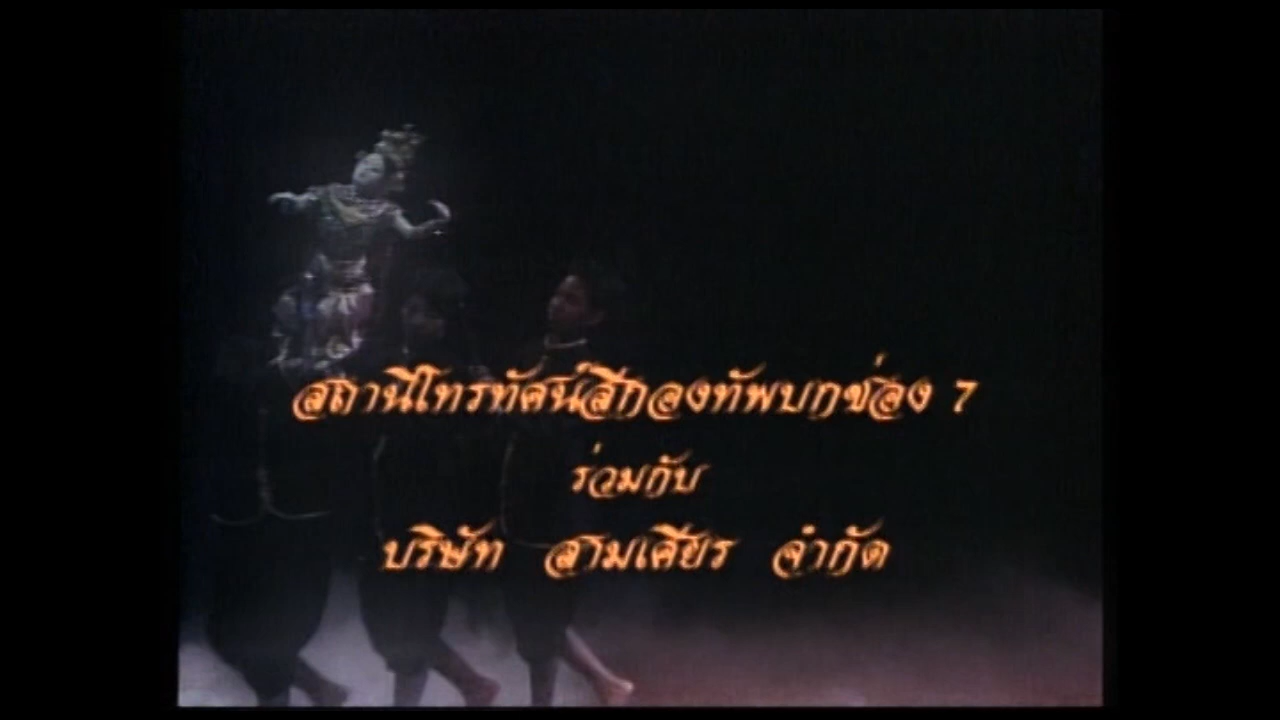 สถานีโทรทัศน์สีกองทัพบกช่อง 7
ร่วมกับ
บริษัท สามเศียร จำกัด